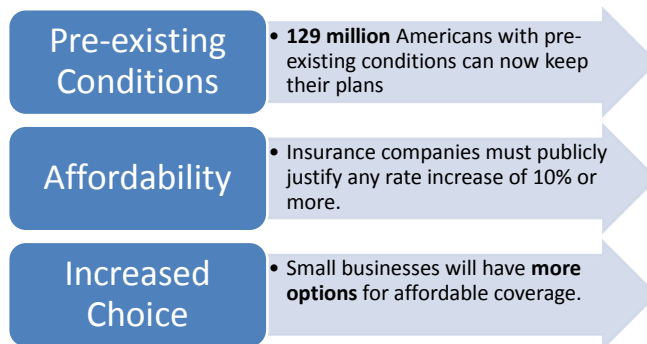 Pre-existing
Conditions
• 129 million Americans with pre-
existing conditions can now keep
their plans
Affordability
• Insurance companies must publicly
justify any rate increase of 10% or
more.
Increased
Choice
• Small businesses will have more
options for affordable coverage.